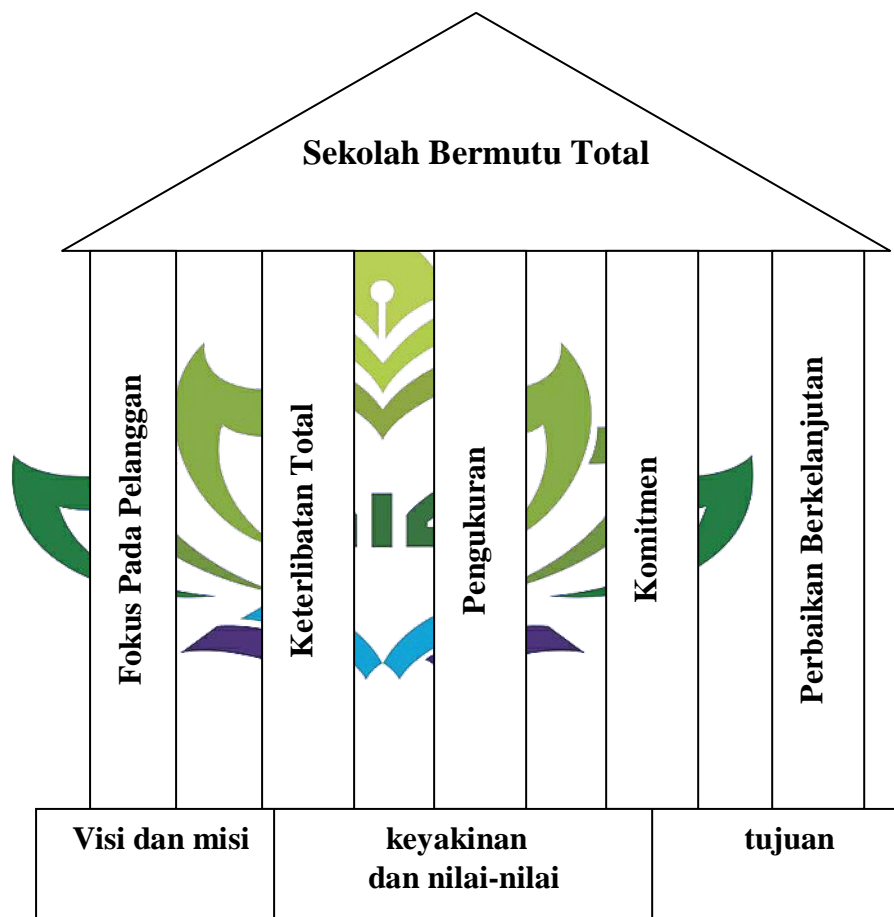 Sekolah Bermutu Total
Fokus Pada Pelanggan
Keterlibatan Total
Pengukuran
Komitmen
Perbaikan Berkelanjutan
Visi dan misi
keyakinan
dan nilai-nilai
tujuan